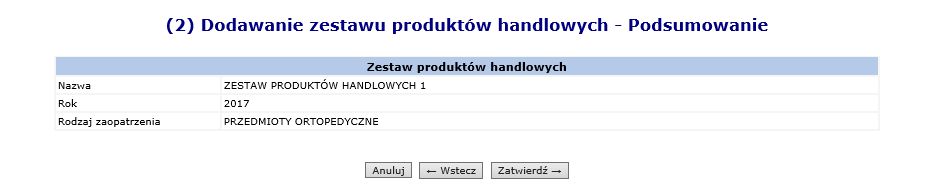 (2) Dodawanie zestawu produktów handlowych - Podsumowanie
Zestaw produktów handlowych
Nazwa ZESTAW PRODUKTÓW HANDLOWYCH 1
Rok 2017
Rodzaj zaopatrzenia PRZEDMIOTY ORTOPEDYCZNE
Anuluj ← Wstecz Zatwierdź →